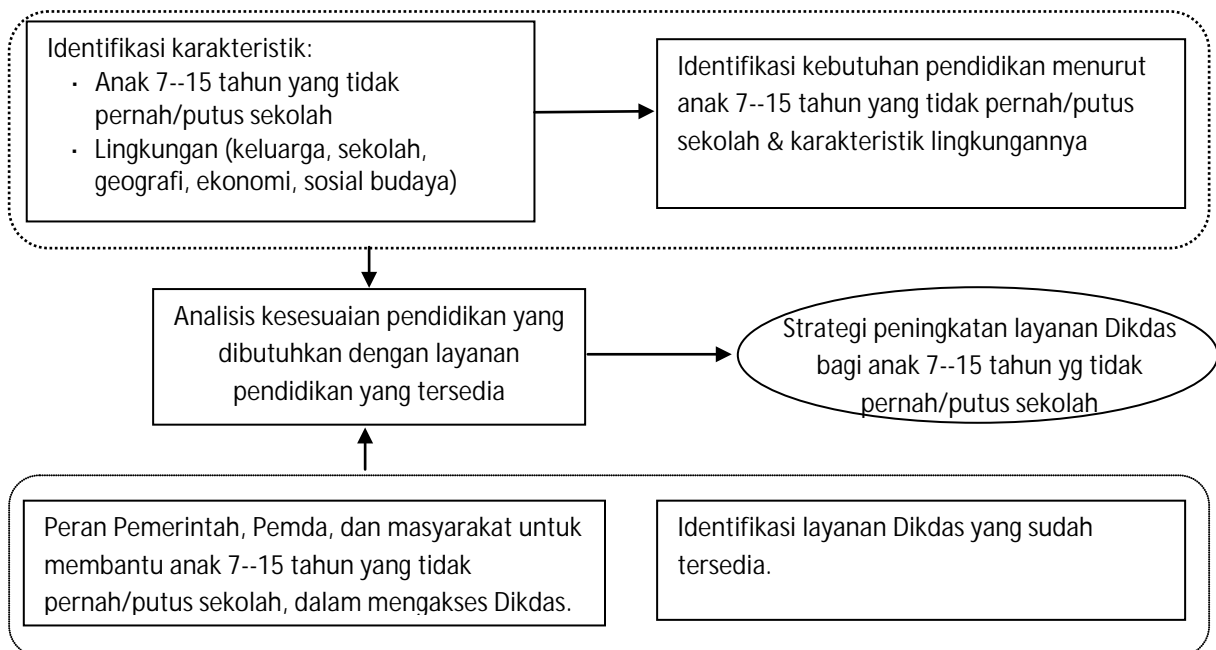 Identifikasi karakteristik:
· Anak 7--15 tahun yang tidak
pernah/putus sekolah
· Lingkungan (keluarga, sekolah,
geografi, ekonomi, sosial budaya)
Identifikasi kebutuhan pendidikan menurut
anak 7--15 tahun yang tidak pernah/putus
sekolah & karakteristik lingkungannya
Analisis kesesuaian pendidikan yang
dibutuhkan dengan layanan
pendidikan yang tersedia
Strategi peningkatan layanan Dikdas
bagi anak 7--15 tahun yg tidak
pernah/putus sekolah
Peran Pemerintah, Pemda, dan masyarakat untuk
membantu anak 7--15 tahun yang tidak
pernah/putus sekolah, dalam mengakses Dikdas.
Identifikasi layanan Dikdas yang sudah
tersedia.